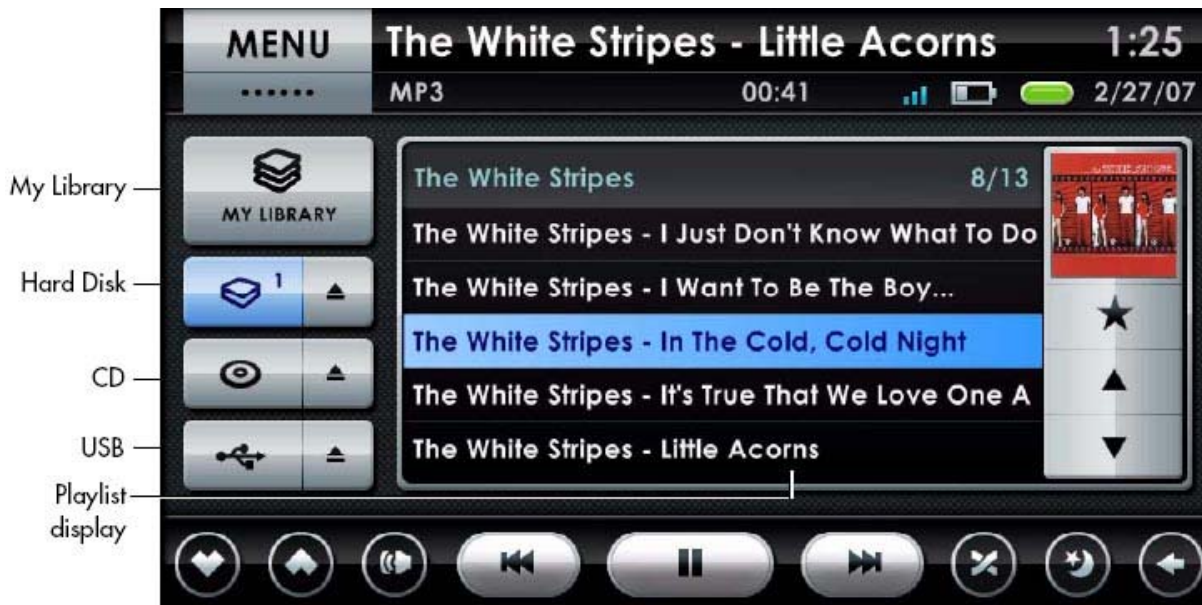 MENU
The White Stripes - Little Acorns
1:25
MP3
00:41
2/27/07
My Library
MY LIBRARY
The White Stripes
8/13
The White Stripes - I Just Don't Know What To Do
Hard Disk
1
The White Stripes - I Want To Be The Boy...
The White Stripes - In The Cold, Cold Night
CD
The White Stripes - It's True That We Love One A
USB
The White Stripes - Little Acorns
Playlist
display